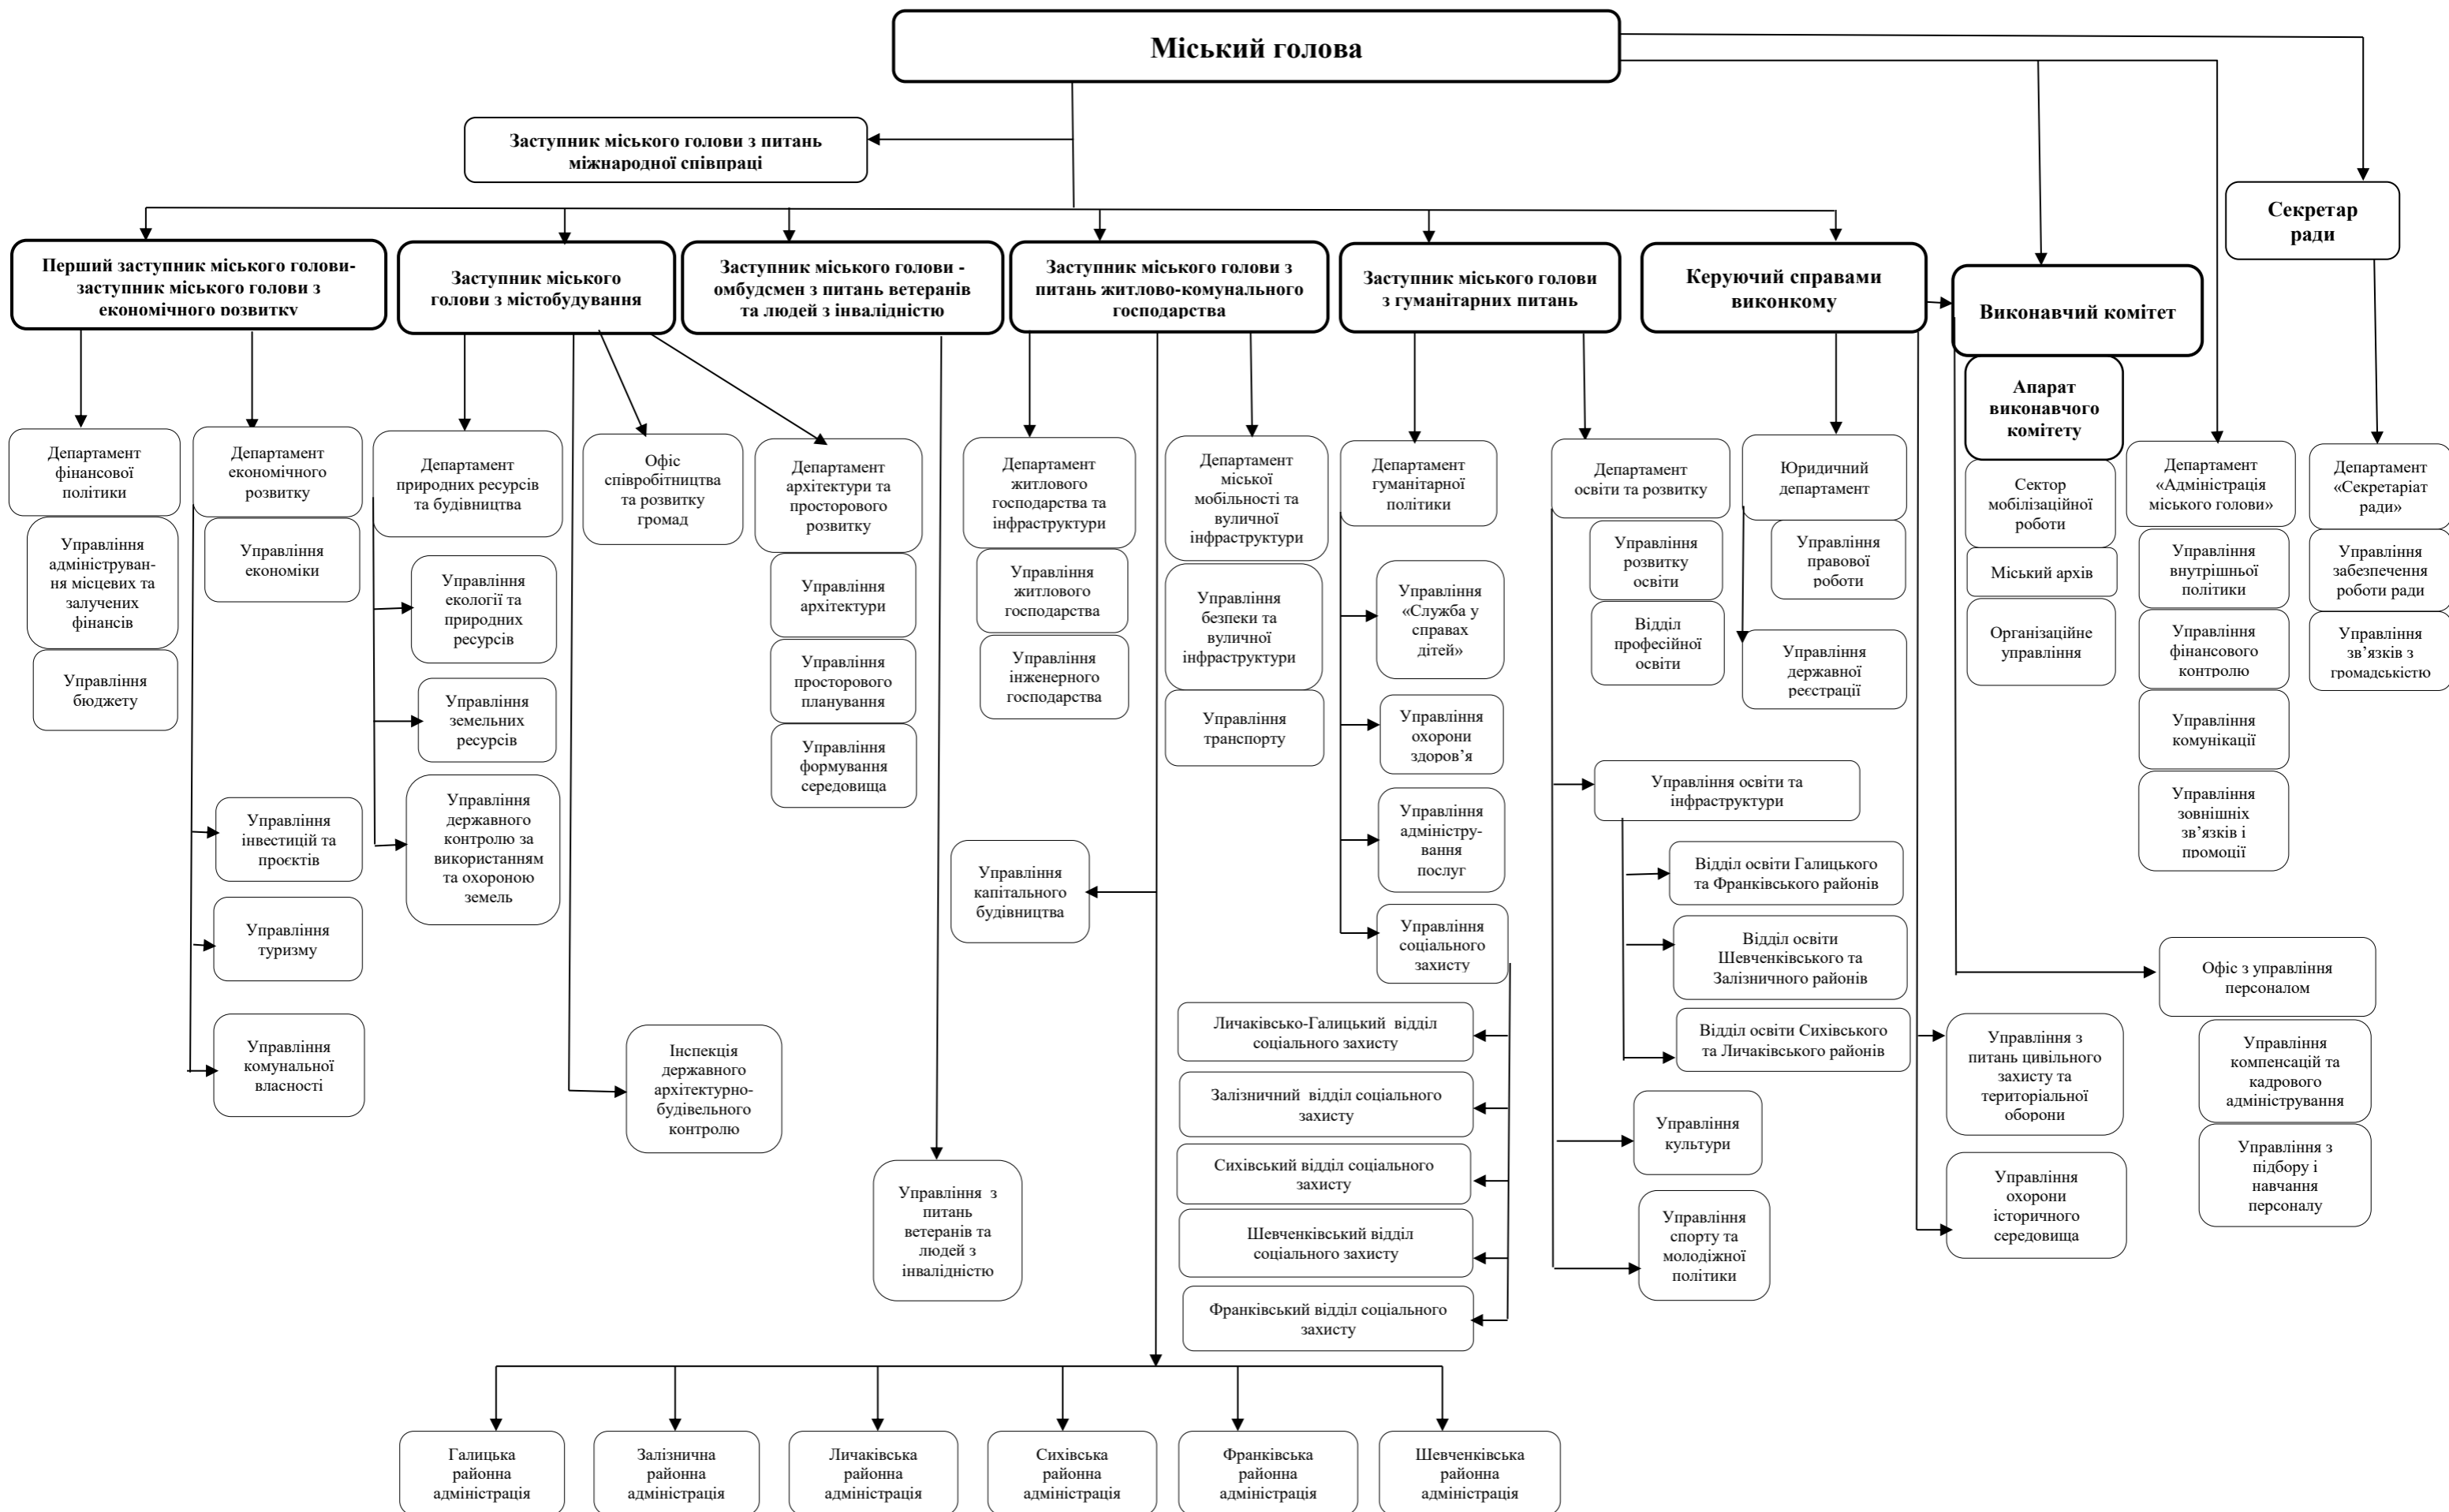 Міський голова
Заступник міського голови з питань
міжнародної співпраці
Секретар
ради
Перший заступник міського голови-
заступник міського голови з
економічного розвитку
Заступник міського
голови з містобудування
Заступник міського голови -
омбудсмен з питань ветеранів
та людей з інвалідністю
Заступник міського голови з
питань житлово-комунального
господарства
Заступник міського голови
з гуманітарних питань
Керуючий справами
виконкому
Виконавчий комітет
Апарат
виконавчого
комітету
Департамент
фінансової
політики
Департамент
економічного
розвитку
Департамент
природних ресурсів
та будівництва
Офіс
співробітництва
та розвитку
громад
Департамент
архітектури та
просторового
розвитку
Департамент
житлового
господарства та
інфраструктури
Департамент
міської
мобільності та
вуличної
інфраструктури
Департамент
гуманітарної
політики
Департамент
освіти та розвитку
Юридичний
департамент
Сектор
мобілізаційної
роботи
Департамент
«Адміністрація
міського голови»
Департамент
«Секретаріат
ради»
Управління
адмініструван-
ня місцевих та
залучених
фінансів
Управління
бюджету
Управління
економіки
Управління
інвестицій та
проєктів
Управління
туризму
Управління
комунальної
власності
Управління
екології та
природних
ресурсів
Управління
земельних
ресурсів
Управління
державного
контролю за
використанням
та охороною
земель
Інспекція
державного
архітектурно-
будівельного
контролю
Управління
архітектури
Управління
просторового
планування
Управління
формування
середовища
Управління з
питань
ветеранів та
людей з
інвалідністю
Управління
житлового
господарства
Управління
інженерного
господарства
Управління
капітального
будівництва
Управління
безпеки та
вуличної
інфраструктури
Управління
транспорту
Управління
«Служба у
справах
дітей»
Управління
охорони
здоров’я
Управління
адміністру-
вання
послуг
Управління
соціального
захисту
Личаківсько-Галицький відділ
соціального захисту
Залізничний відділ соціального
захисту
Сихівський відділ соціального
захисту
Шевченківський відділ
соціального захисту
Франківський відділ соціального
захисту
Управління
розвитку
освіти
Відділ
професійної
освіти
Управління освіти та
інфраструктури
Відділ освіти Галицького
та Франківського районів
Відділ освіти
Шевченківського та
Залізничного районів
Відділ освіти Сихівського
та Личаківського районів
Управління
культури
Управління
спорту та
молодіжної
політики
Управління
правової
роботи
Управління
державної
реєстрації
Управління з
питань цивільного
захисту та
територіальної
оборони
Управління
охорони
історичного
середовища
Міський архів
Організаційне
управління
Управління
внутрішньої
політики
Управління
фінансового
контролю
Управління
комунікації
Управління
зовнішніх
зв’язків і
промоції
Управління
забезпечення
роботи ради
Управління
зв’язків з
громадськістю
Офіс з управління
персоналом
Управління
компенсацій та
кадрового
адміністрування
Управління з
підбору і
навчання
персоналу
Галицька
районна
адміністрація
Залізнична
районна
адміністрація
Личаківська
районна
адміністрація
Сихівська
районна
адміністрація
Франківська
районна
адміністрація
Шевченківська
районна
адміністрація